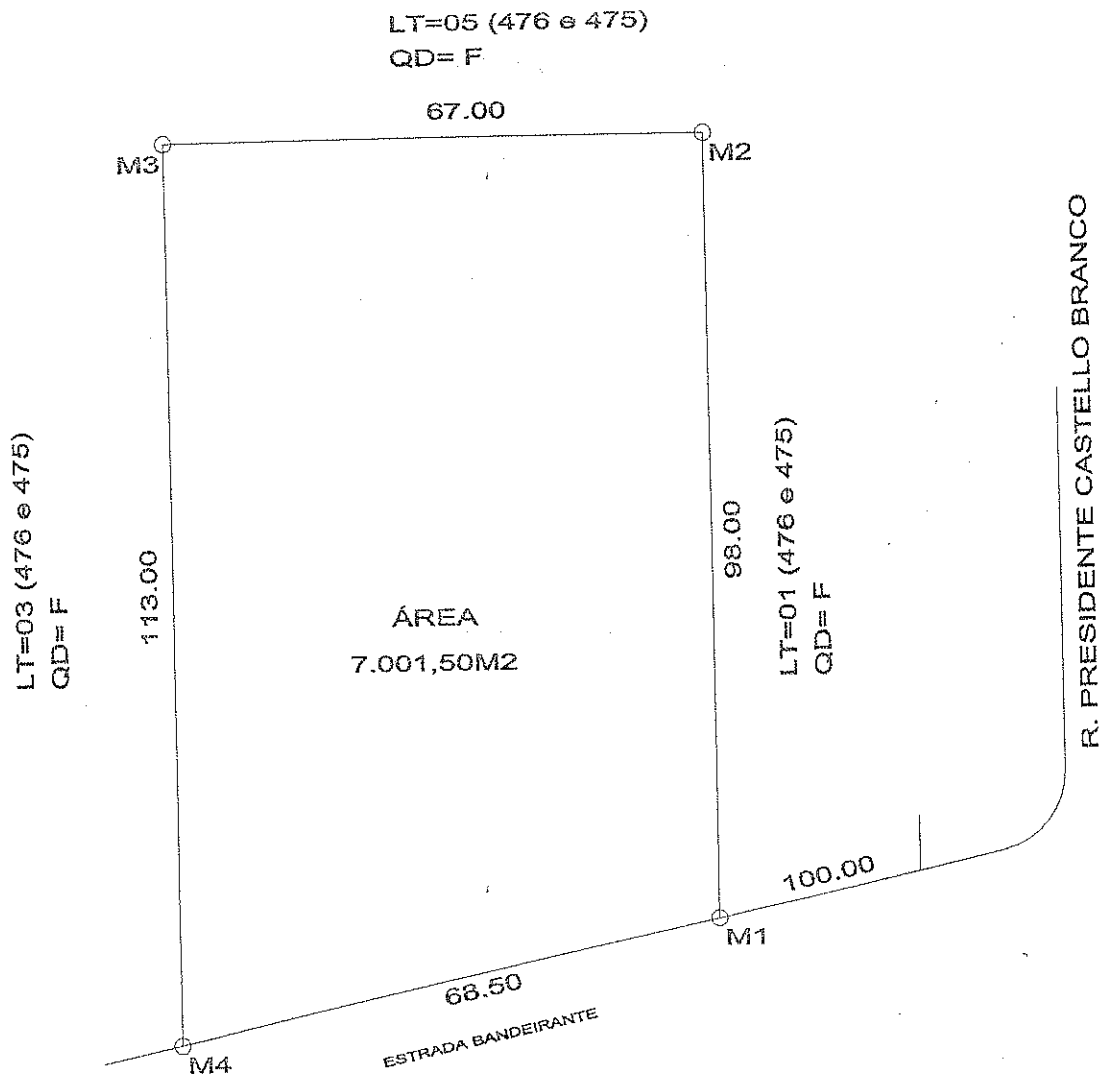 LT=05 (476 e 475)
QD= F
67.00
M3
M2
LT=03 (476 e 475)
QD= F
113.00
ÁREA
7.001,50M2
98.00
LT=01 (476 e 475)
QD= F
R. PRESIDENTE CASTELLO BRANCO
100.00
M1
68.50
ESTRADA BANDEIRANTE
M4